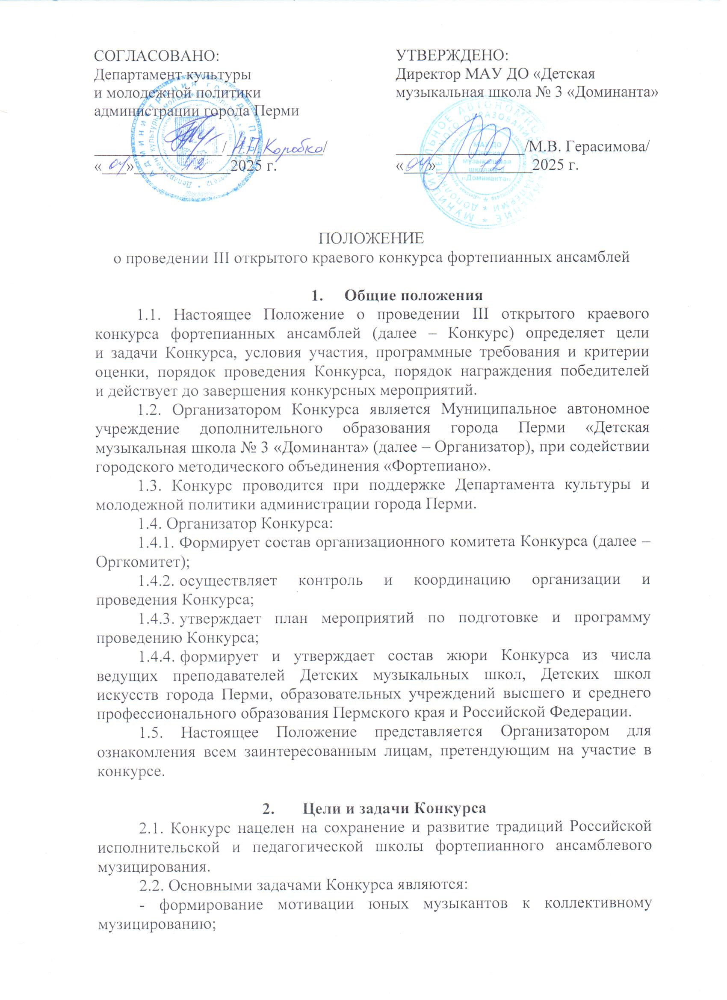 СОГЛАСОВАНО:
Департамент культуры
и молодежной политики
администрации города Перми
/ Н.П. Коробко/
«04» 12 2025 г.
УТВЕРЖДЕНО:
Директор МАУ ДО «Детская
музыкальная школа № 3 «Доминанта»
/М.В. Герасимова/
«04» 12 2025 г.
МАУ ДО
«Детская
музыкальная
школа № 3
«Доминанта»
ПОЛОЖЕНИЕ
о проведении III открытого краевого конкурса фортепианных ансамблей
1. Общие положения
1.1. Настоящее Положение о проведении III открытого краевого
конкурса фортепианных ансамблей (далее – Конкурс) определяет цели
и задачи Конкурса, условия участия, программные требования и критерии
оценки, порядок проведения Конкурса, порядок награждения победителей
и действует до завершения конкурсных мероприятий.
1.2. Организатором Конкурса является Муниципальное автономное
учреждение дополнительного образования города Перми «Детская
музыкальная школа № 3 «Доминанта» (далее – Организатор), при содействии
городского методического объединения «Фортепиано».
1.3. Конкурс проводится при поддержке Департамента культуры и
молодежной политики администрации города Перми.
1.4. Организатор Конкурса:
1.4.1. Формирует состав организационного комитета Конкурса (далее –
Оргкомитет);
1.4.2. осуществляет контроль и координацию организации и
проведения Конкурса;
1.4.3. утверждает план мероприятий по подготовке и программу
проведению Конкурса;
1.4.4. формирует и утверждает состав жюри Конкурса из числа
ведущих преподавателей Детских музыкальных школ, Детских школ
искусств города Перми, образовательных учреждений высшего и среднего
профессионального образования Пермского края и Российской Федерации.
1.5. Настоящее Положение представляется Организатором для
ознакомления всем заинтересованным лицам, претендующим на участие в
конкурсе.
2. Цели и задачи Конкурса
2.1. Конкурс нацелен на сохранение и развитие традиций Российской
исполнительской и педагогической школы фортепианного ансамблевого
музицирования.
2.2. Основными задачами Конкурса являются:
- формирование мотивации юных музыкантов к коллективному
музицированию;